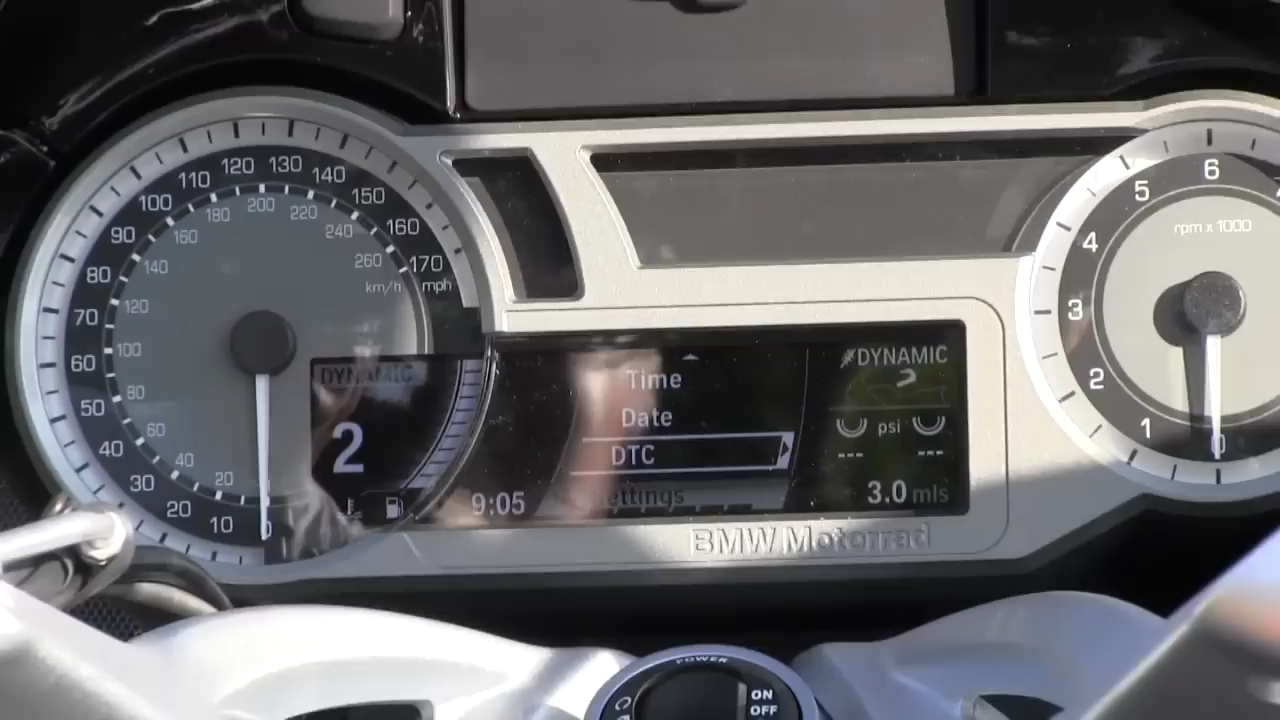 10
20
30
40
50
60
70
80
90
100
110
120
130
140
150
160
170
mph
20
40
60
80
100
120
140
160
180
200
220
240
260
km/h
DYNAMIC
2
9:05
Time
Date
DTC
ettings
DYNAMIC
psi
--- ---
3.0 mls
BMW Motorrad
0
1
2
3
4
5
6
rpm x 1000
POWER
ON
OFF